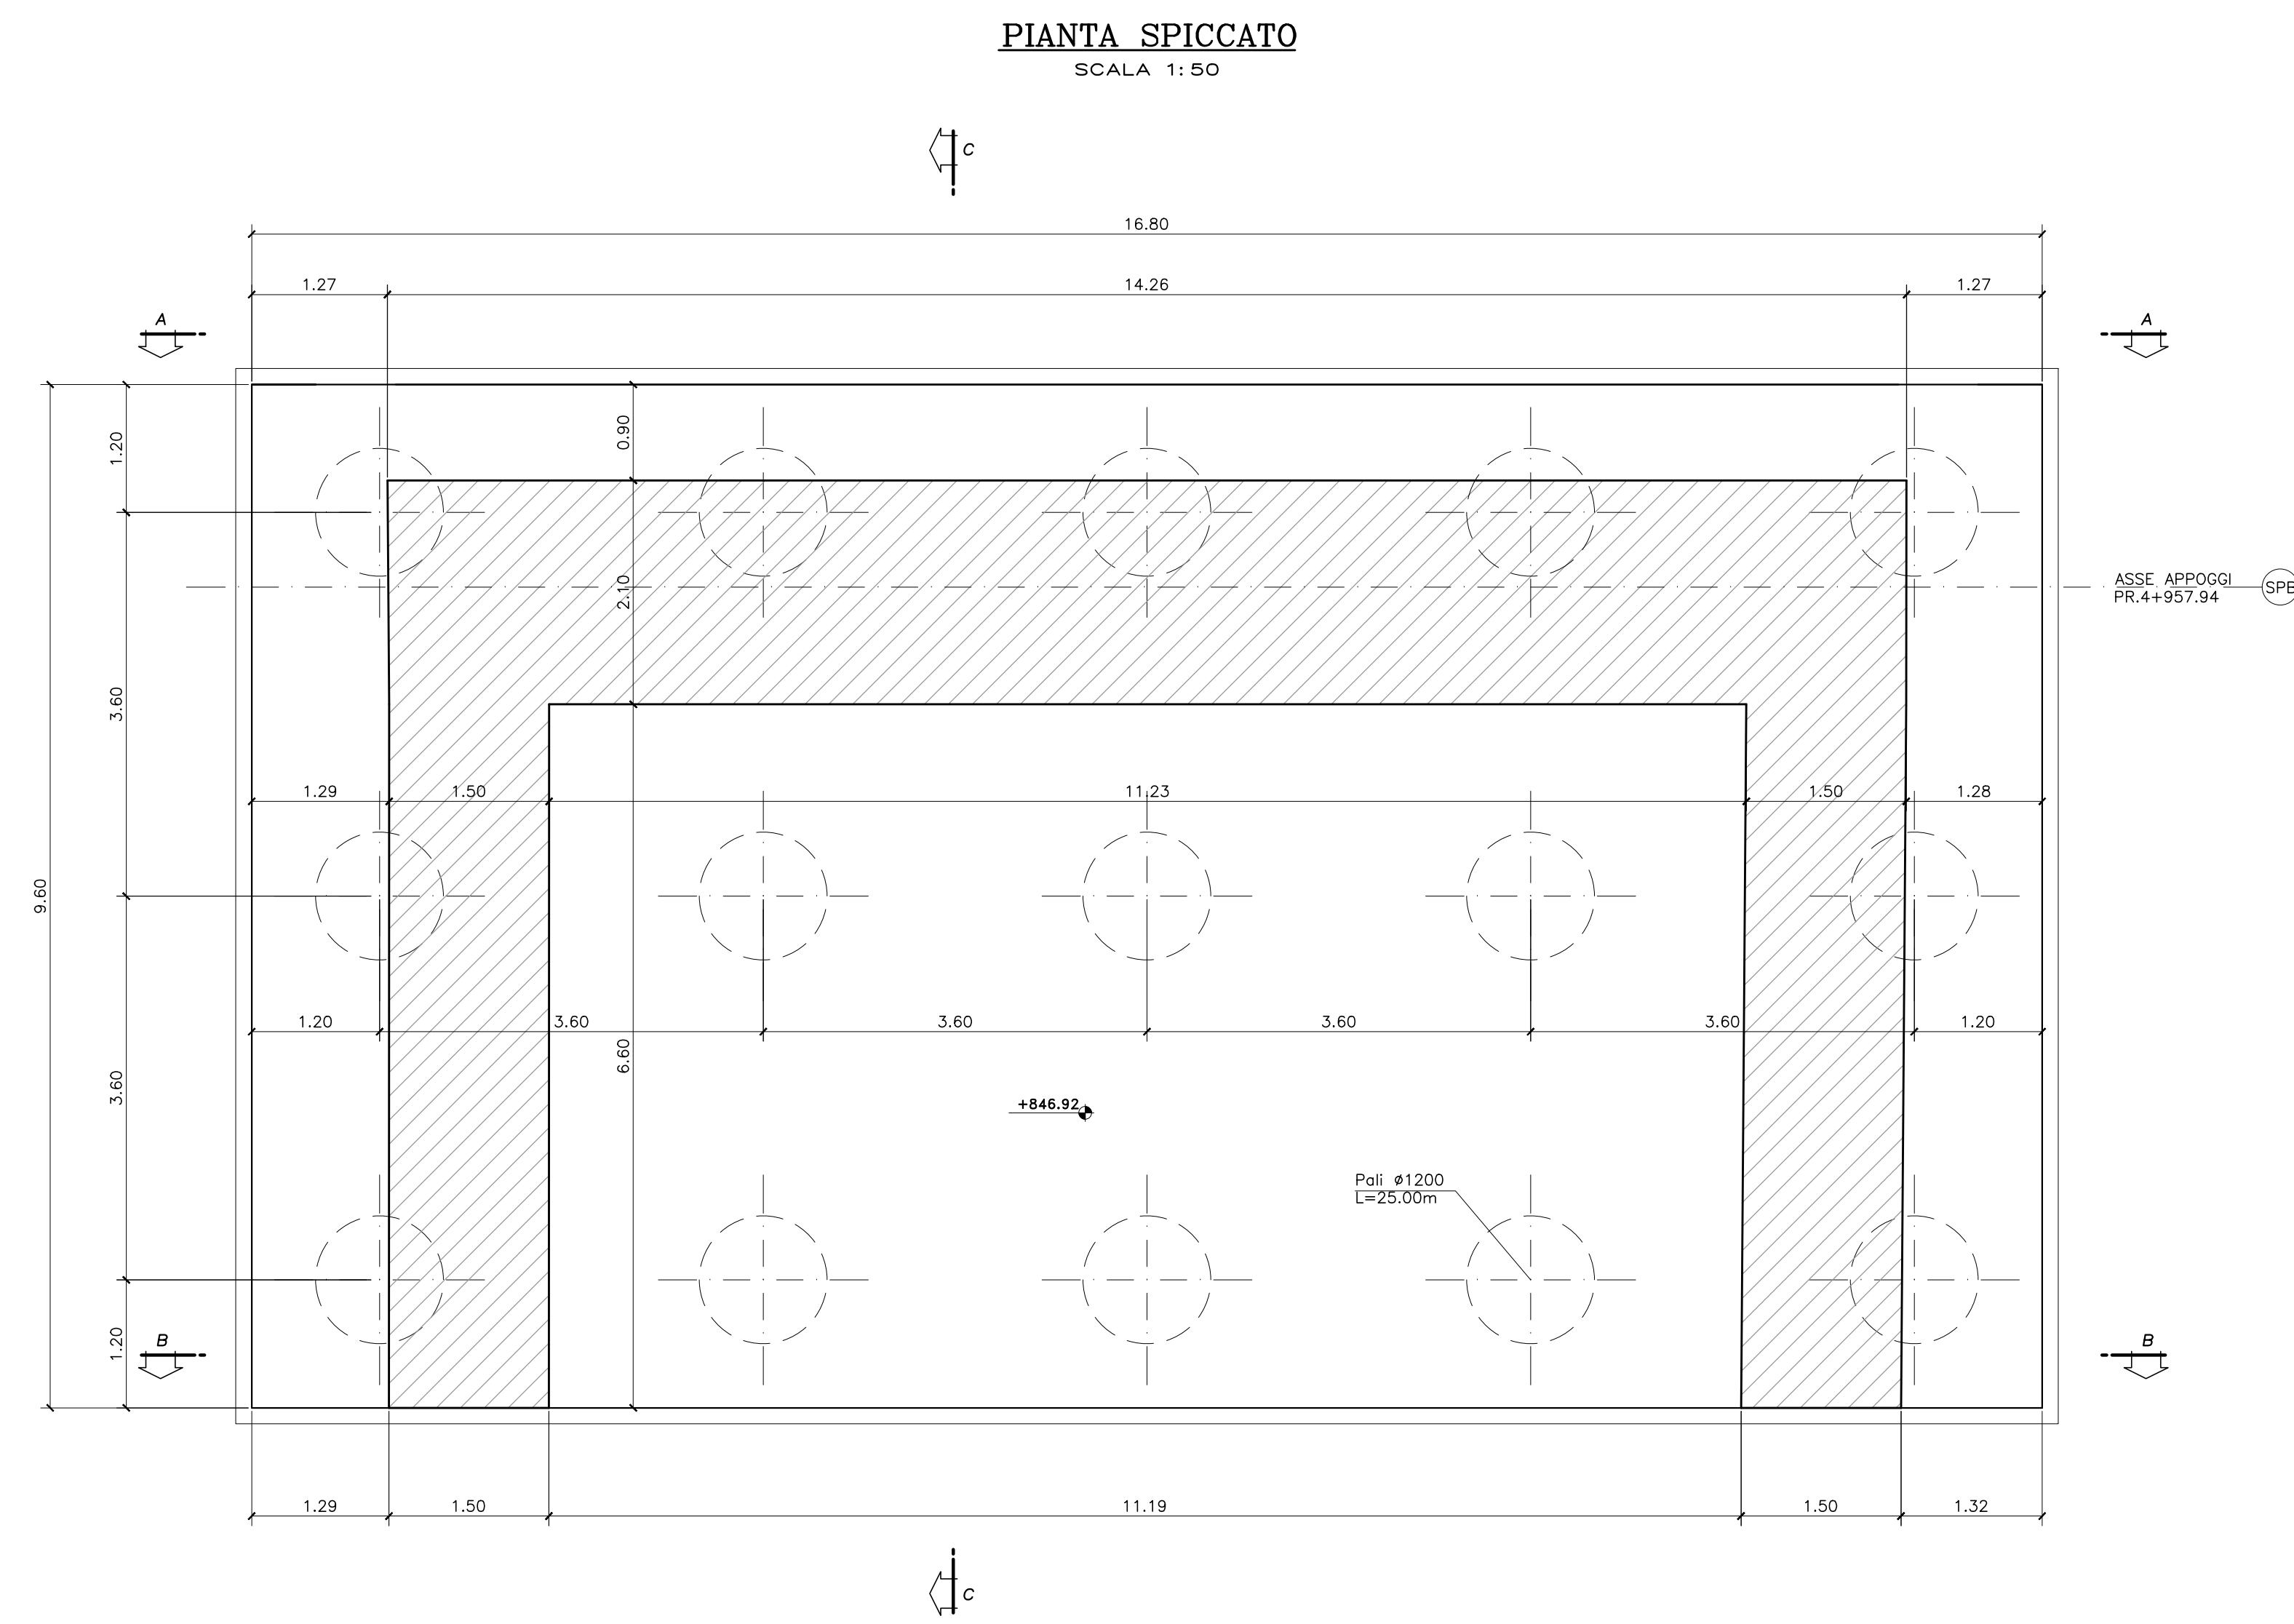 PIANTA SPICCATO
SCALA 1:50
C
16.80
1.27
14.26
1.27
A
A
1.20
0.90
2.10
ASSE APPOGGI
PR.4+957.94
SPB
3.60
1.29
1.50
11.23
1.50
1.28
9.60
1.20
3.60
3.60
3.60
3.60
1.20
6.60
3.60
+846.92
Pali ø1200
L=25.00m
1.20
B
B
1.29
1.50
11.19
1.50
1.32
C